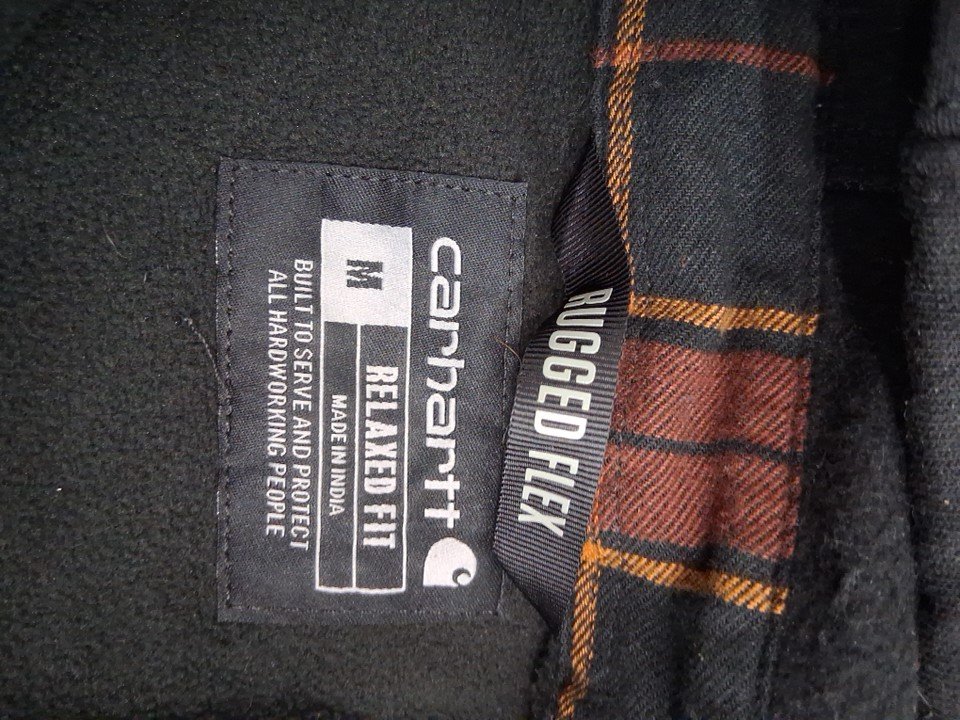 RUGGED FLEX
carhartt
M
RELAXED FIT
MADE IN INDIA
BUILT TO SERVE AND PROTECT
ALL HARDWORKING PEOPLE